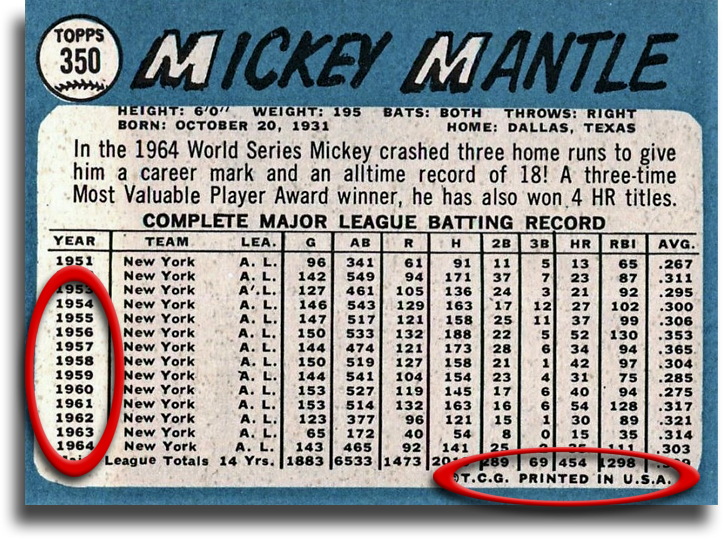 TOPPS
350
MICKEY MANTLE
HEIGHT: 6'0" WEIGHT: 195 BATS: BOTH THROWS: RIGHT
BORN: OCTOBER 20, 1931 HOME: DALLAS, TEXAS
In the 1964 World Series Mickey crashed three home runs to give
him a career mark and an alltime record of 18! A three-time
Most Valuable Player Award winner, he has also won 4 HR titles.
COMPLETE MAJOR LEAGUE BATTING RECORD
YEAR TEAM LEA. G AB R H 2B 3B HR RBI AVG.
1951 New York A. L. 96 341 61 91 11 5 13 65 .267
New York A. L. 142 549 94 171 37 7 23 87 .311
1953 New York A. L. 127 461 105 136 24 3 21 92 .295
1954 New York A. L. 146 543 129 163 17 12 27 102 .300
1955 New York A. L. 147 517 121 158 25 11 37 99 .306
1956 New York A. L. 150 533 132 188 22 5 52 130 .353
1957 New York A. L. 144 474 121 173 28 6 34 94 .365
1958 New York A. L. 150 519 127 158 21 1 42 97 .304
1959 New York A. L. 144 541 104 154 23 4 31 75 .285
1960 New York A. L. 153 527 119 145 17 6 40 94 .275
1961 New York A. L. 153 514 132 163 16 6 54 128 .317
1962 New York A. L. 123 377 96 121 15 1 30 89 .321
1963 New York A. L. 65 172 40 54 8 0 15 35 .314
1964 New York A. L. 143 465 92 141 25 111 .303
League Totals 14 Yrs. 1883 6533 1473 289 69 454 1298
©T.C.G. PRINTED IN U.S.A.